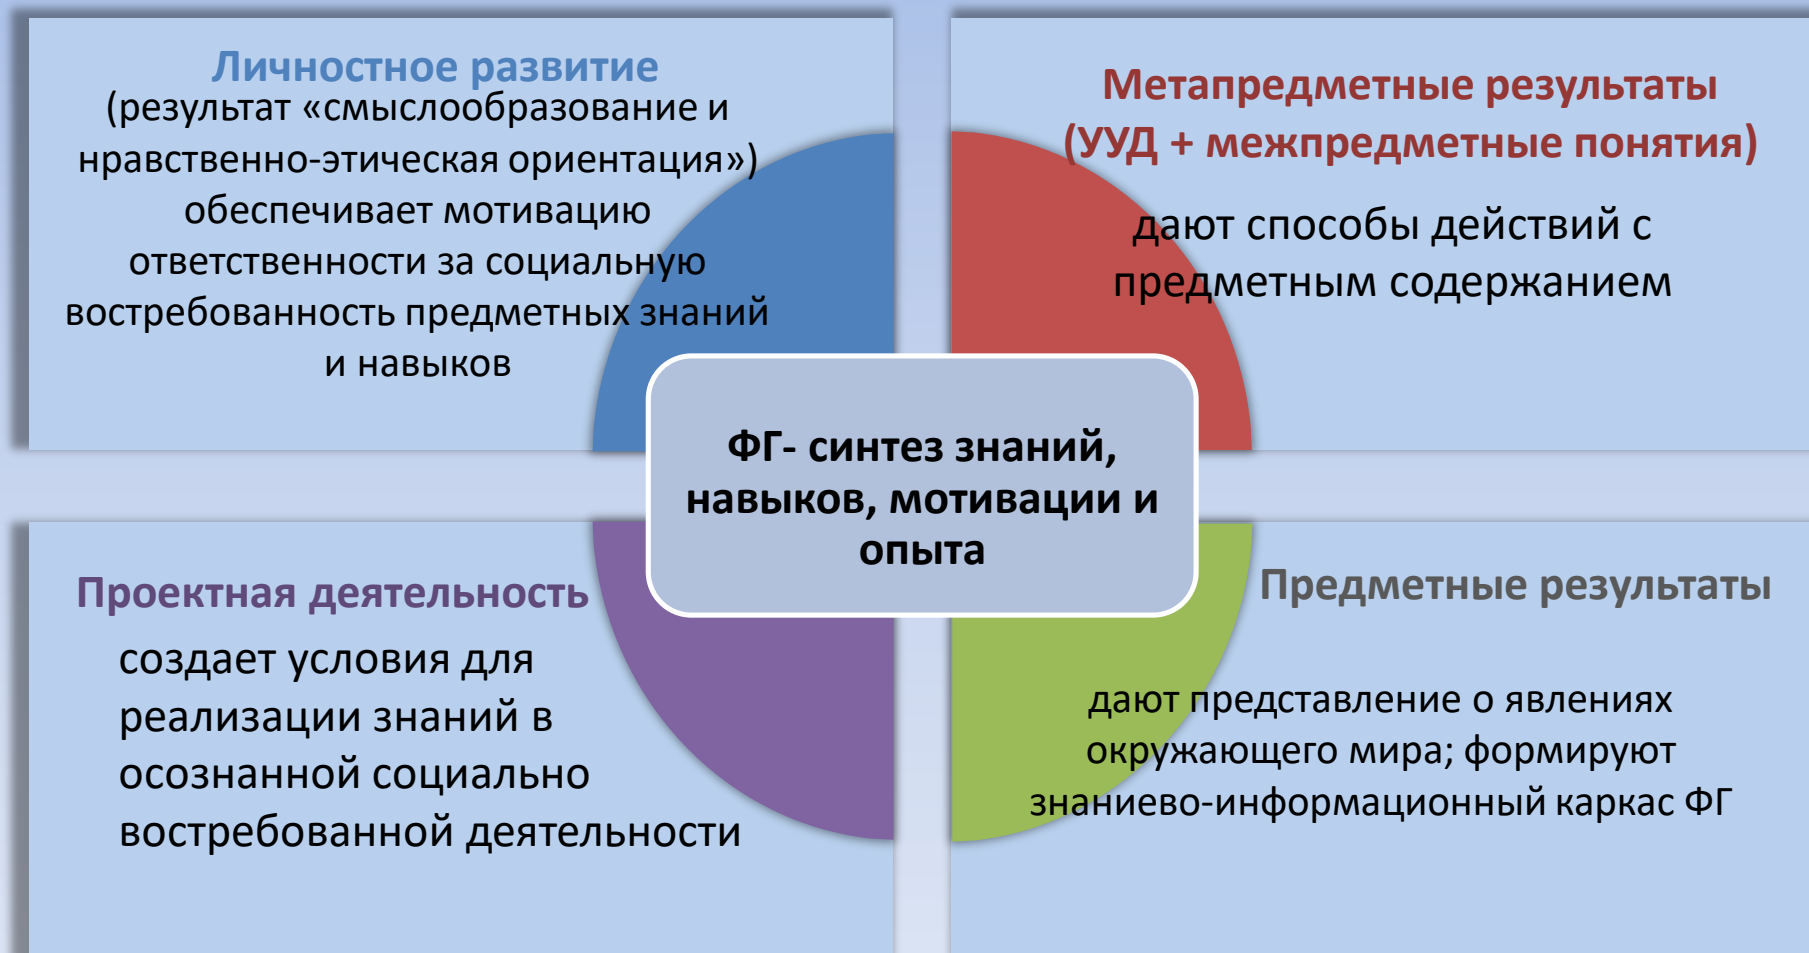 Личностное развитие
(результат «смыслообразование и
нравственно-этическая ориентация»)
обеспечивает мотивацию
ответственности за социальную
востребованность предметных знаний
и навыков
Метапредметные результаты
(УУД + межпредметные понятия)
дают способы действий с
предметным содержанием
ФГ- синтез знаний,
навыков, мотивации и
опыта
Проектная деятельность
создает условия для
реализации знаний в
осознанной социально
востребованной деятельности
Предметные результаты
дают представление о явлениях
окружающего мира; формируют
знаниево-информационный каркас ФГ